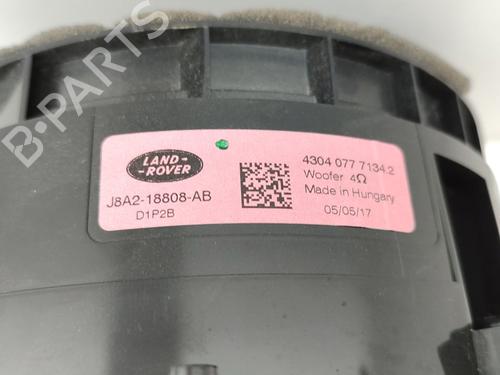 B-PARTS
LAND-
ROVER
J8A2-18808-AB
D1P2B
4304 077 7134.2
Woofer 4Ω
Made in Hungary
05/05/17